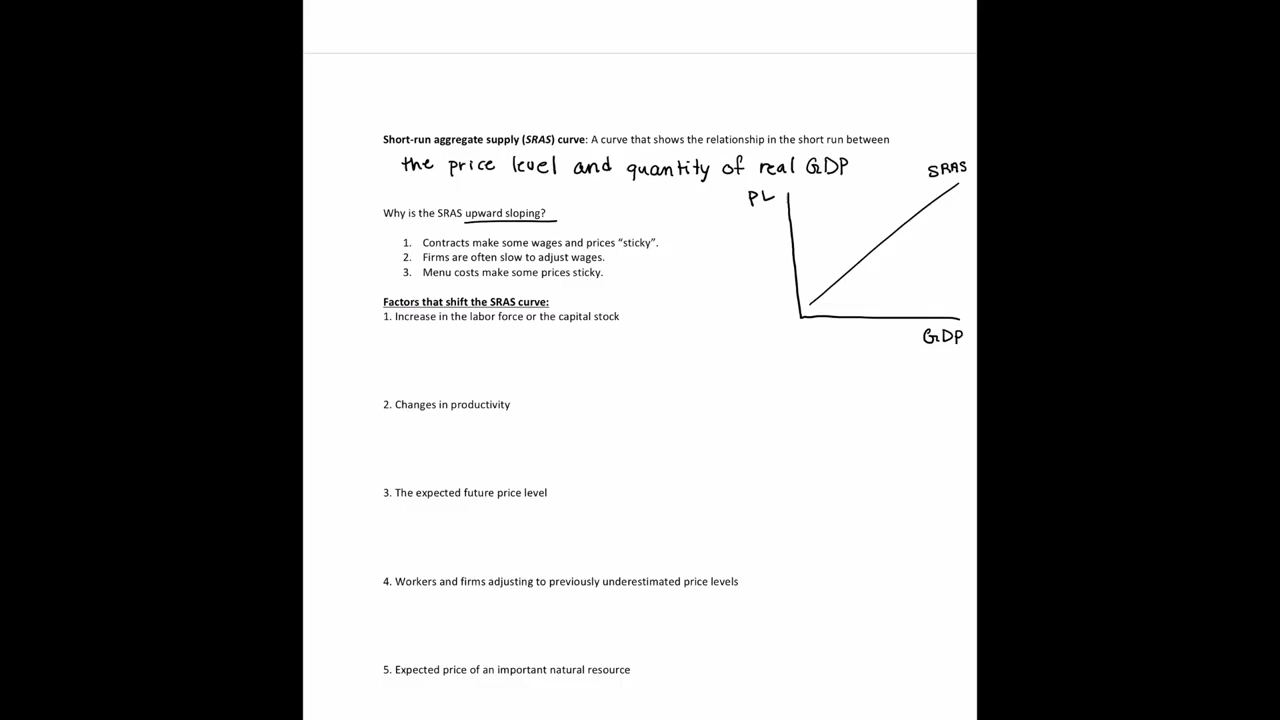 Short-run aggregate supply (SRAS) curve: A curve that shows the relationship in the short run between
the price level and quantity of real GDP
SRAS
PL
Why is the SRAS upward sloping?
1. Contracts make some wages and prices “sticky”.
2. Firms are often slow to adjust wages.
3. Menu costs make some prices sticky.
Factors that shift the SRAS curve:
1. Increase in the labor force or the capital stock
GDP
2. Changes in productivity
3. The expected future price level
4. Workers and firms adjusting to previously underestimated price levels
5. Expected price of an important natural resource